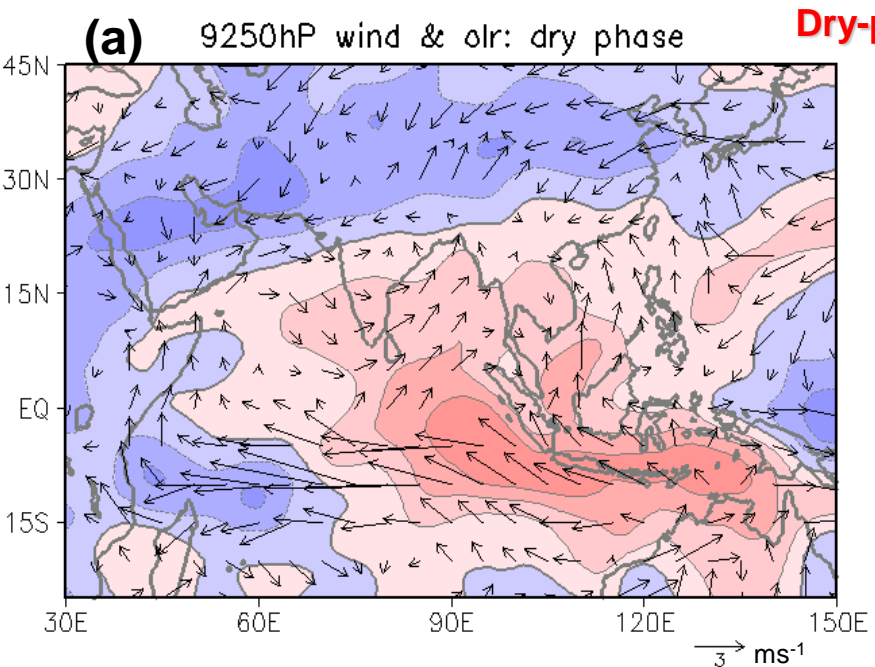 (a) 9250hP wind & olr: dry phase
Dry-p
45N
30N
15N
EQ
15S
30E 60E 90E 120E 150E
3 ms-1